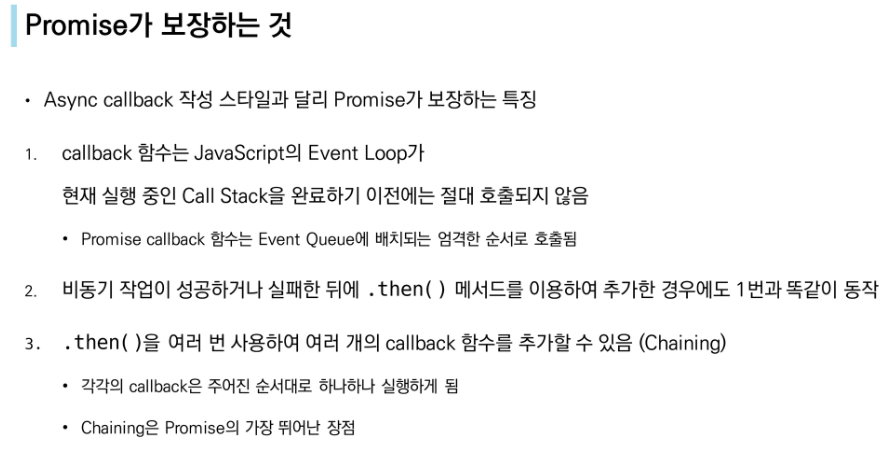 Promise가 보장하는 것
• Async callback 작성 스타일과 달리 Promise가 보장하는 특징
1. callback 함수는 JavaScript의 Event Loop가
현재 실행 중인 Call Stack을 완료하기 이전에는 절대 호출되지 않음
• Promise callback 함수는 Event Queue에 배치되는 엄격한 순서로 호출됨
2. 비동기 작업이 성공하거나 실패한 뒤에 .then() 메서드를 이용하여 추가한 경우에도 1번과 똑같이 동작
3. .then()을 여러 번 사용하여 여러 개의 callback 함수를 추가할 수 있음 (Chaining)
• 각각의 callback은 주어진 순서대로 하나하나 실행하게 됨
• Chaining은 Promise의 가장 뛰어난 장점